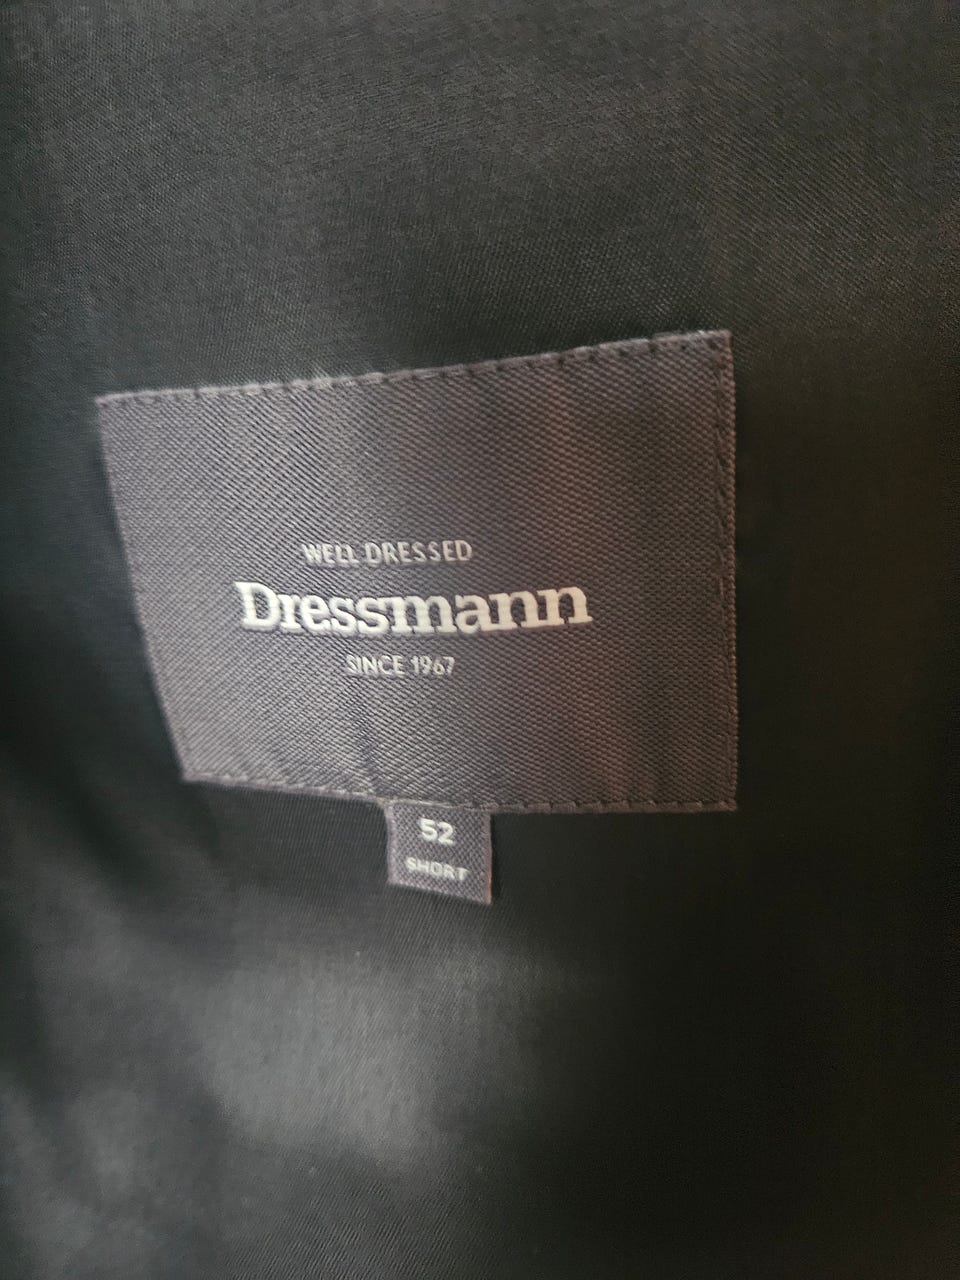 WELL DRESSED
Dressmann
SINCE 1967
52
SHORT